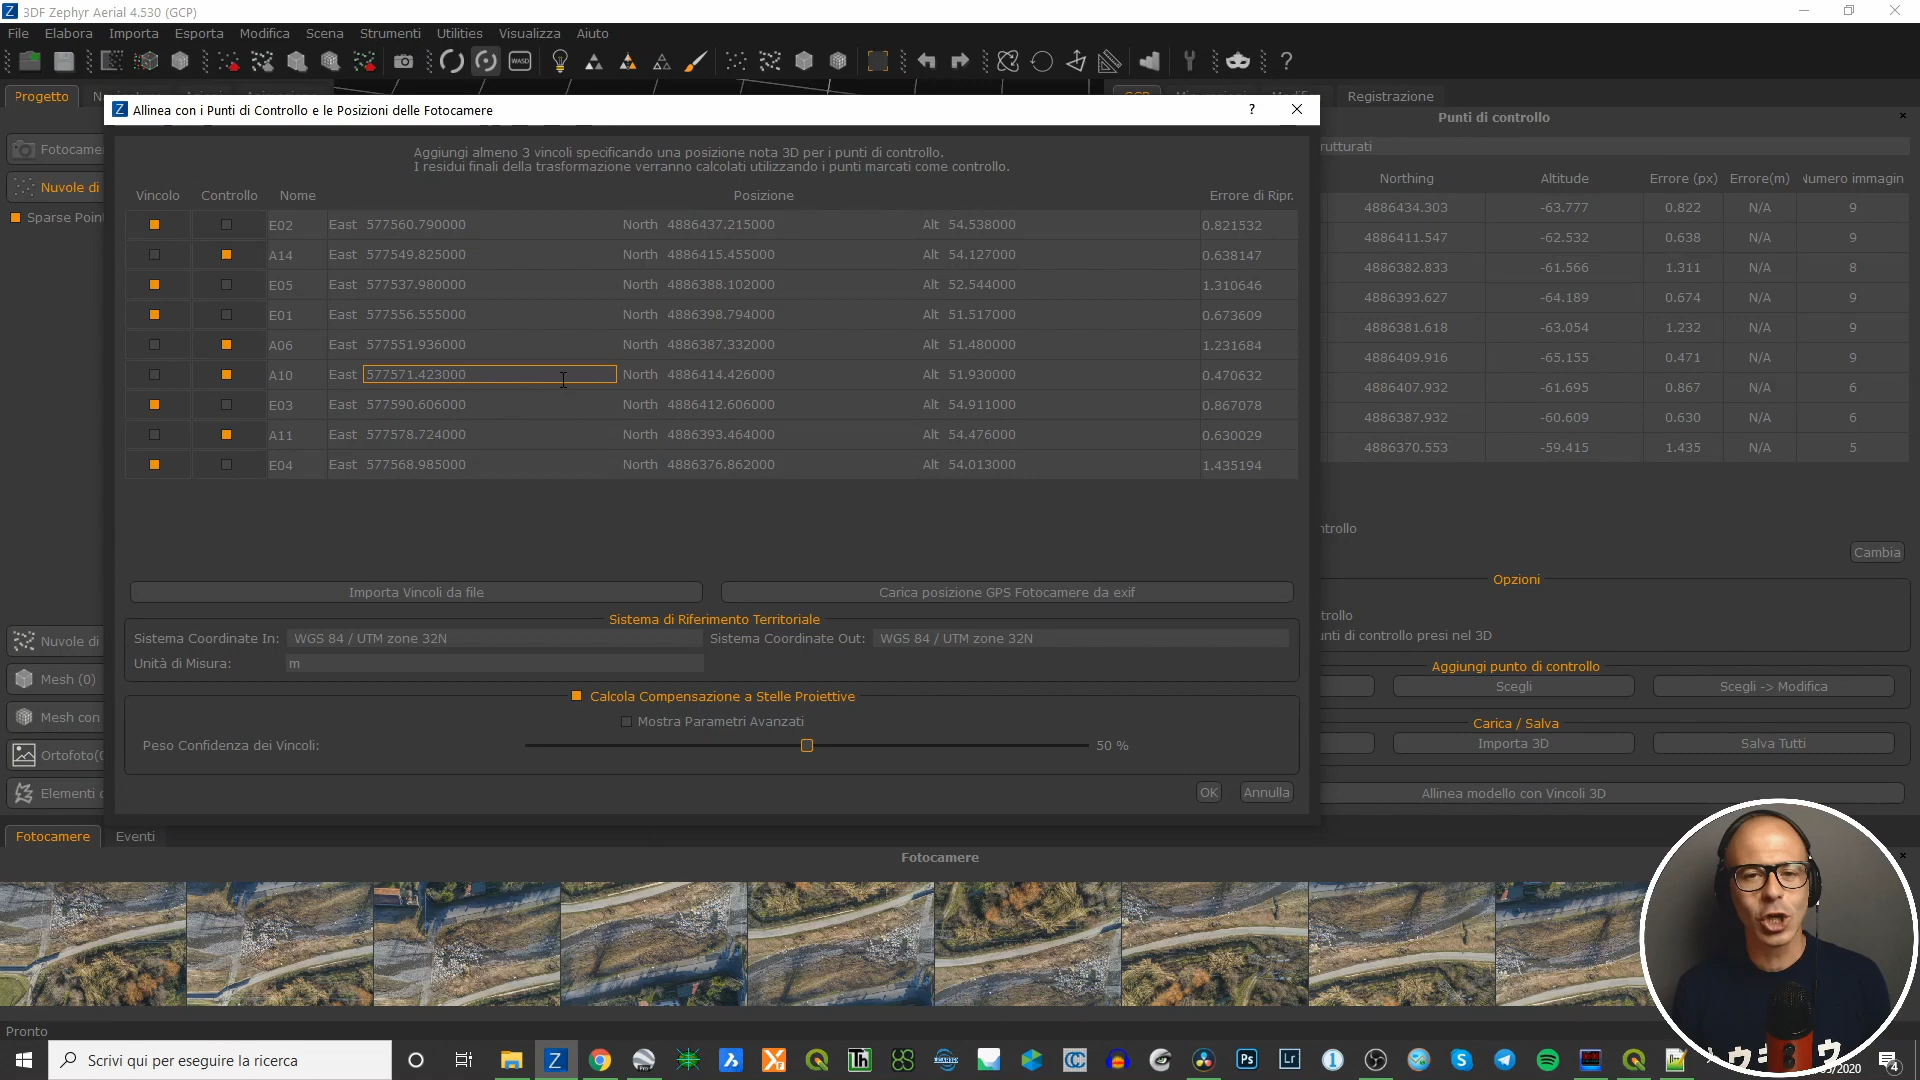 3DF Zephyr Aerial 4.530 (GCP)
File Elabora Importa Esporta Modifica Scena Strumenti Utilities Visualizza Aiuto
WASD
Progetto
Registrazione
Allinea con i Punti di Controllo e le Posizioni delle Fotocamere
Punti di controllo
Fotocame
Aggiungi almeno 3 vincoli specificando una posizione nota 3D per i punti di controllo.
I residui finali della trasformazione verranno calcolati utilizzando i punti marcati come controllo.
rutturati
Nuvole di
Sparse Poin
Vincolo Controllo Nome Posizione Errore di Ripr.
Northing Altitude Errore (px) Errore(m) Numero immagin
E02 East 577560.790000 North 4886437.215000 Alt 54.538000 0.821532
A14 East 577549.825000 North 4886415.455000 Alt 54.127000 0.638147
E05 East 577537.980000 North 4886388.102000 Alt 52.544000 1.310646
E01 East 577556.555000 North 4886398.794000 Alt 51.517000 0.673609
A06 East 577551.936000 North 4886387.332000 Alt 51.480000 1.231684
A10 East 577571.423000 North 4886414.426000 Alt 51.930000 0.470632
E03 East 577590.606000 North 4886412.606000 Alt 54.911000 0.867078
A11 East 577578.724000 North 4886393.464000 Alt 54.476000 0.630029
E04 East 577568.985000 North 4886376.862000 Alt 54.013000 1.435194
4886434.303 -63.777 0.822 N/A 9
4886411.547 -62.532 0.638 N/A 9
4886382.833 -61.566 1.311 N/A 8
4886393.627 -64.189 0.674 N/A 9
4886381.618 -63.054 1.232 N/A 9
4886409.916 -65.155 0.471 N/A 9
4886407.932 -61.695 0.867 N/A 6
4886387.932 -60.609 0.630 N/A 6
4886370.553 -59.415 1.435 N/A 5
ntrollo
Cambia
Importa Vincoli da file
Carica posizione GPS Fotocamere da exif
Opzioni
Sistema di Riferimento Territoriale
trollo
Sistema Coordinate In: WGS 84 / UTM zone 32N
Sistema Coordinate Out: WGS 84 / UTM zone 32N
unti di controllo presi nel 3D
Unità di Misura: m
Nuvole di
Mesh (0)
Mesh con
Ortofoto(0
Elementi d
Aggiungi punto di controllo
Scegli
Scegli -> Modifica
Calcola Compensazione a Stelle Proiettive
Mostra Parametri Avanzati
Peso Confidenza dei Vincoli: 50 %
Carica / Salva
Importa 3D
Salva Tutti
OK Annulla
Allinea modello con Vincoli 3D
Fotocamere Eventi
Fotocamere
Pronto
Scrivi qui per eseguire la ricerca